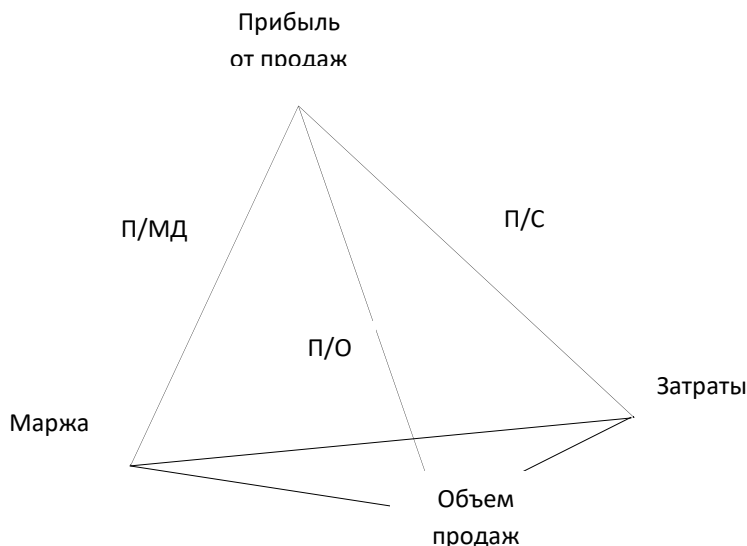 Прибыль
от продаж
П/МД
П/С
П/О
Затраты
Маржа
Объем
продаж